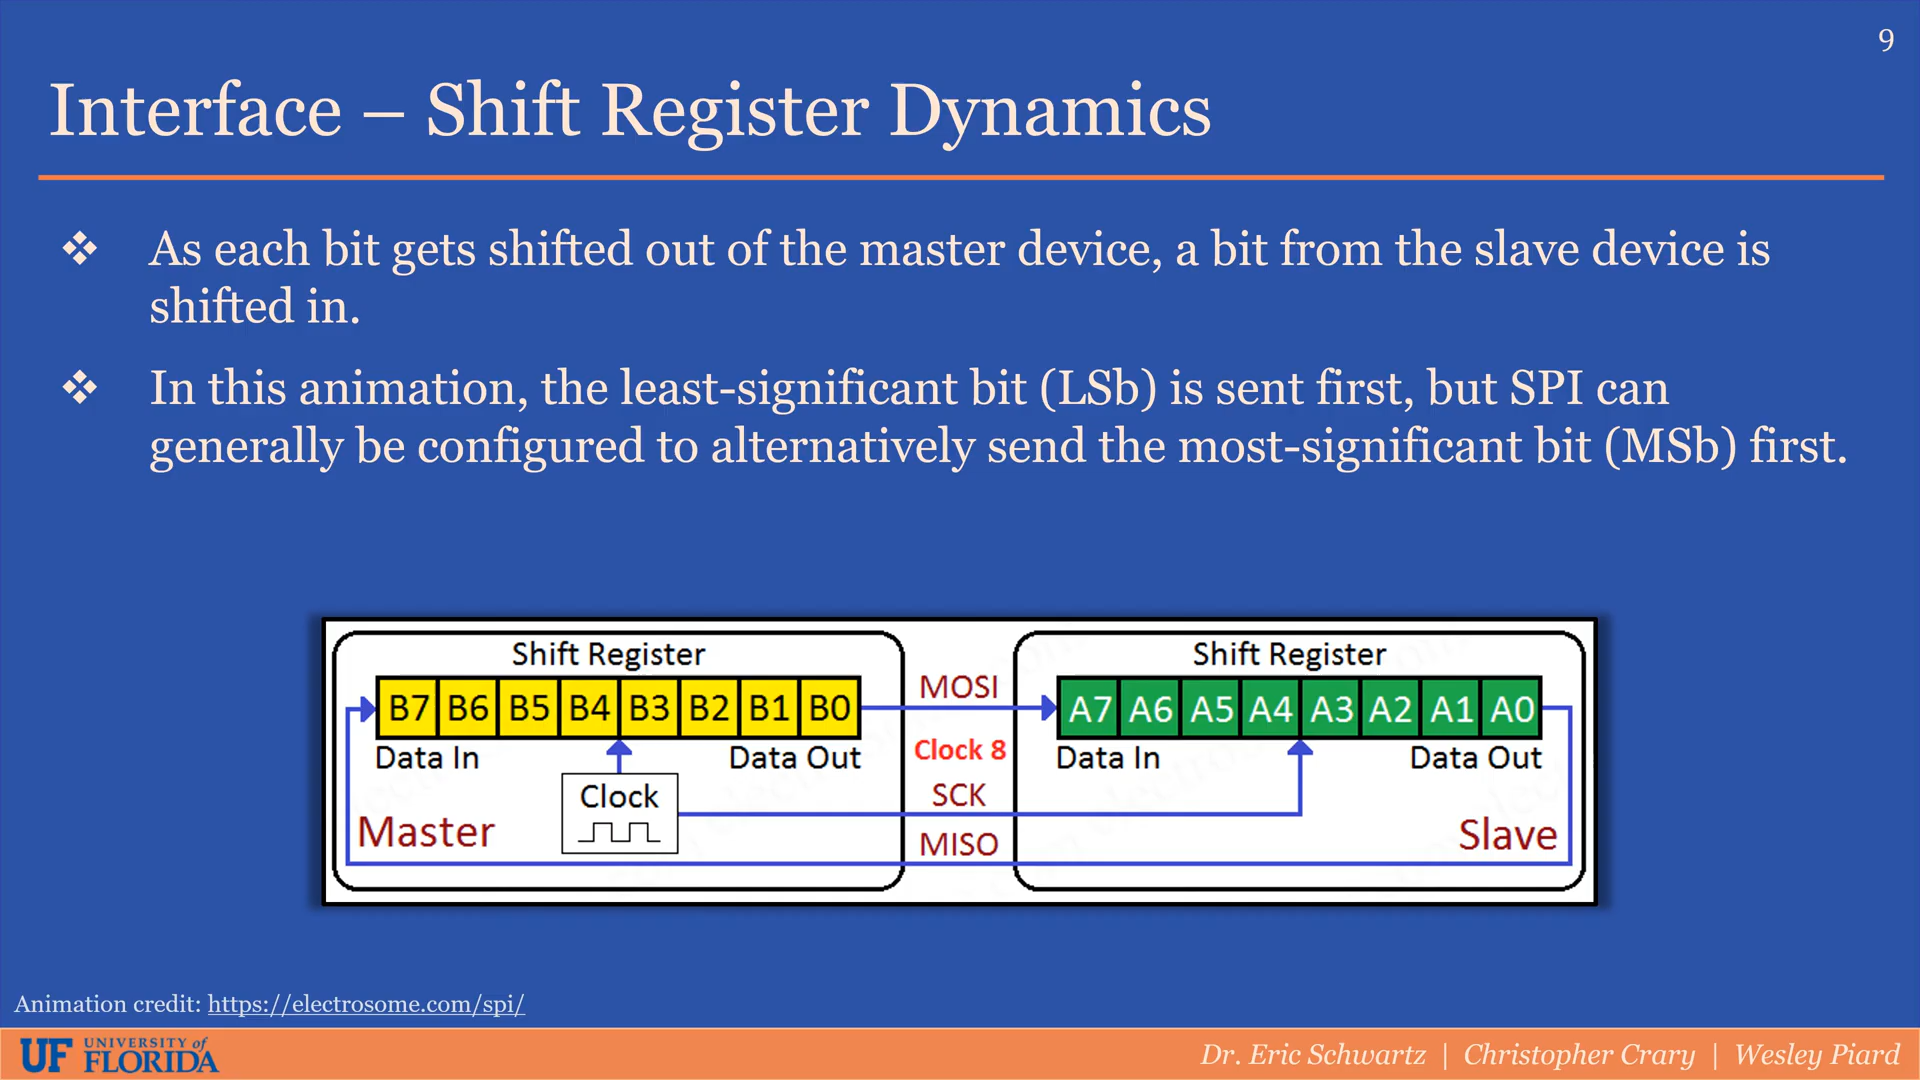 9
Interface – Shift Register Dynamics
❖ As each bit gets shifted out of the master device, a bit from the slave device is
shifted in.
❖ In this animation, the least-significant bit (LSb) is sent first, but SPI can
generally be configured to alternatively send the most-significant bit (MSb) first.
Shift Register
B7 B6 B5 B4 B3 B2 B1 B0
Data In
Data Out
Clock
Master
MOSI
Clock 8
SCK
MISO
Shift Register
A7 A6 A5 A4 A3 A2 A1 A0
Data In
Data Out
Slave
Animation credit: https://electrosome.com/spi/
UF UNIVERSITY of
FLORIDA
Dr. Eric Schwartz | Christopher Crary | Wesley Piard